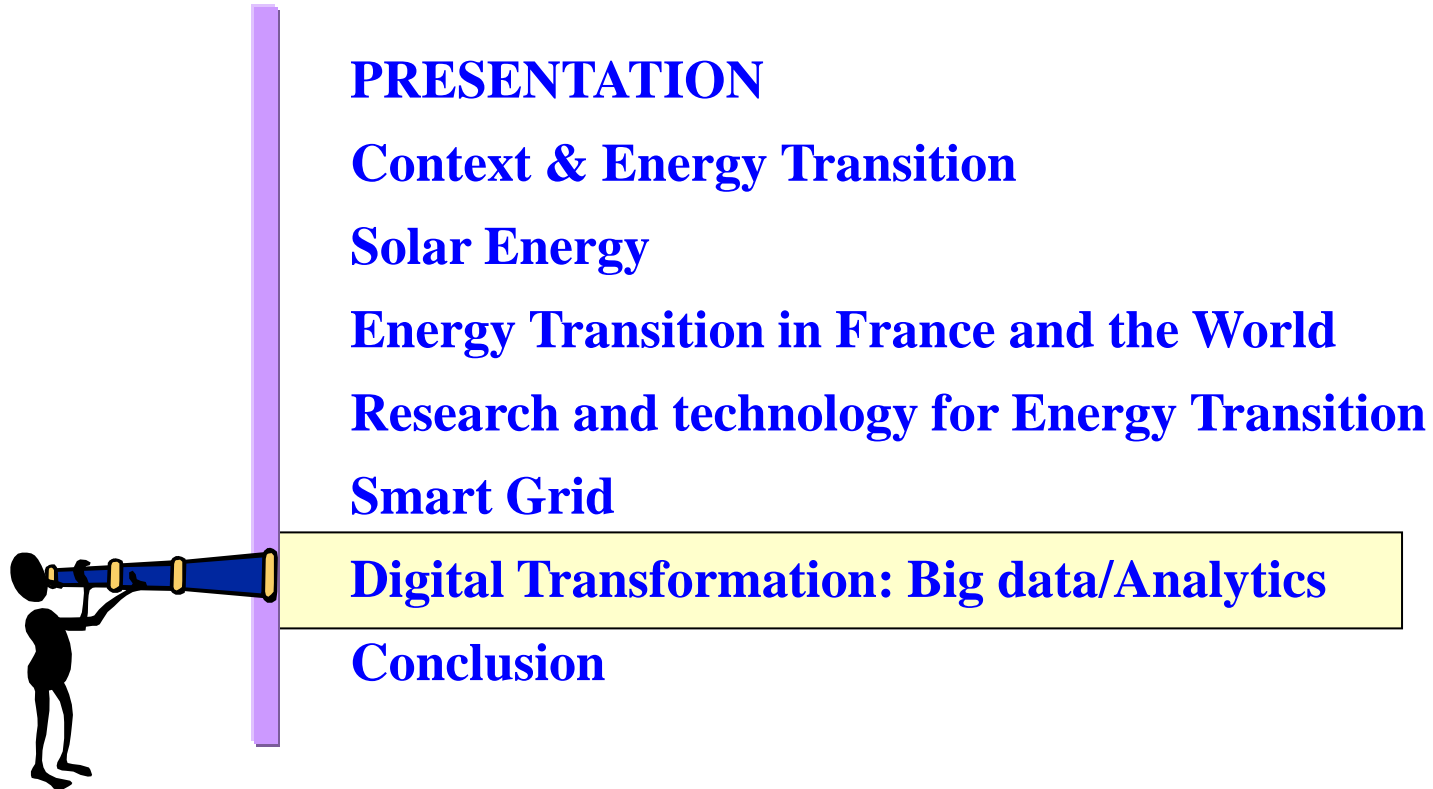 PRESENTATION
Context & Energy Transition
Solar Energy
Energy Transition in France and the World
Research and technology for Energy Transition
Smart Grid
Digital Transformation: Big data/Analytics
Conclusion